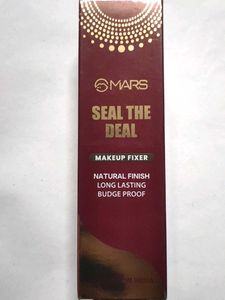 MARS
SEAL THE
DEAL
MAKEUP FIXER
NATURAL FINISH
LONG LASTING
BUDGE PROOF